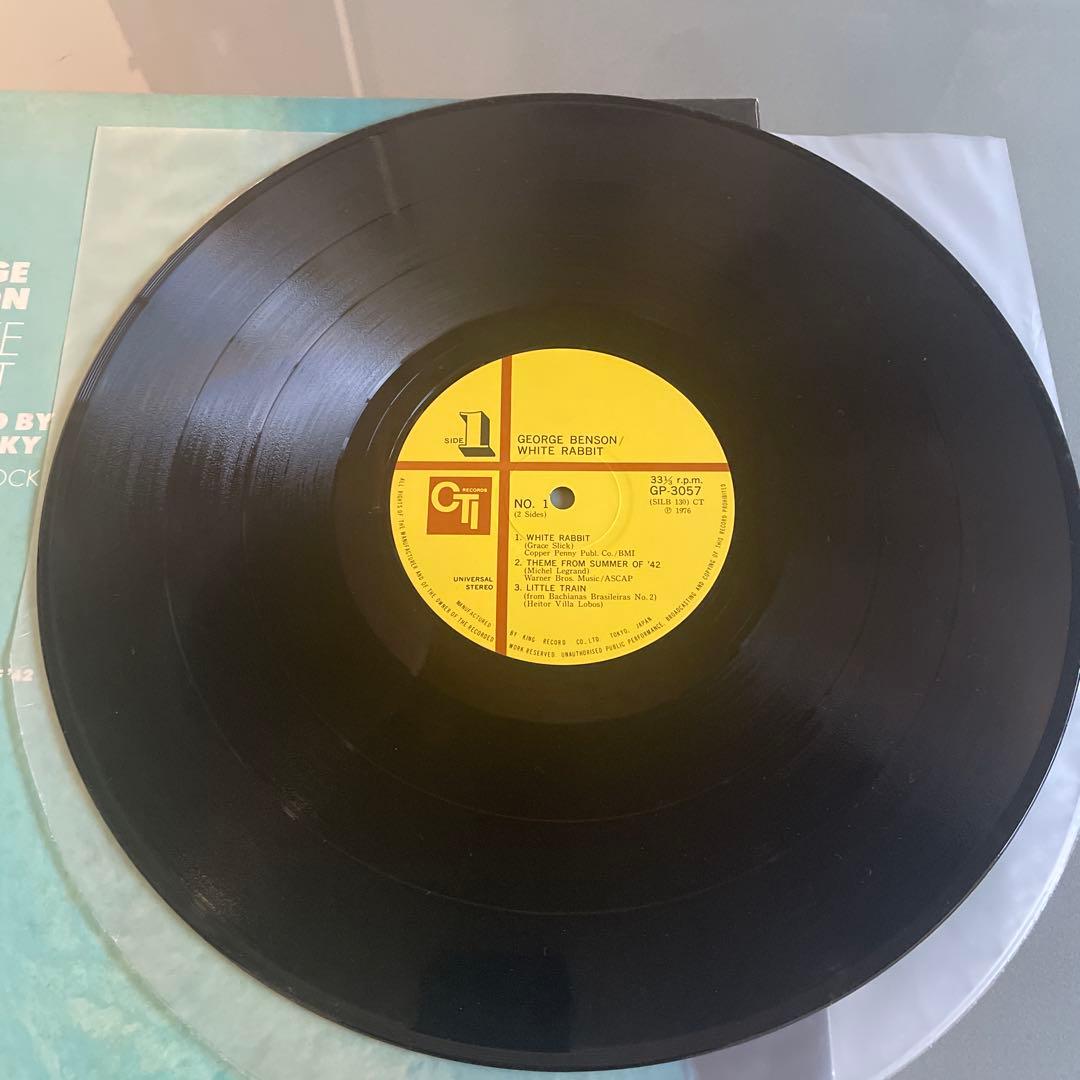 GE
ON
E
T
D BY
KY
OCK
'42
SIDE 1
GEORGE BENSON/
WHITE RABBIT
CTI RECORDS
33⅓ r.p.m.
GP-3057
(SILB 130) CT
Ⓟ 1976
NO. 1
(2 Sides)
1. WHITE RABBIT
(Grace Slick)
Copper Penny Publ. Co./BMI
2. THEME FROM SUMMER OF '42
(Michel Legrand)
Warner Bros. Music/ASCAP
3. LITTLE TRAIN
(from Bachianas Brasileiras No. 2)
(Heitor Villa Lobos)
UNIVERSAL
STEREO
MANUFACTURED BY KING RECORD CO., LTD. TOKYO, JAPAN
ALL RIGHTS OF THE MANUFACTURER AND OF THE OWNER OF THE RECORDED WORK RESERVED. UNAUTHORISED PUBLIC PERFORMANCE, BROADCASTING AND COPYING OF THIS RECORD PROHIBITED